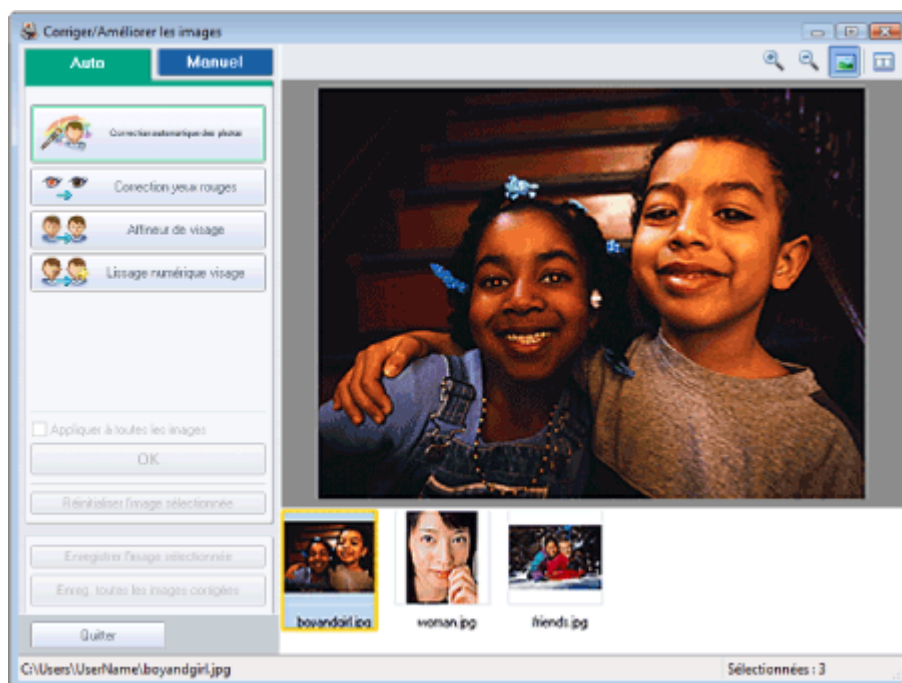 Corriger/Améliorer les images
Auto
Manuel
Correction automatique des photos
Correction yeux rouges
Affineur de visage
Lissage numérique visage
Appliquer à toutes les images
OK
Réinitialiser l'image sélectionnée
Enregistrer l'image sélectionnée
Enreg. toutes les images corrigées
Quitter
boyandgirl.jpg
woman.jpg
friends.jpg
C:\Users\UserName\boyandgirl.jpg
Sélectionnées : 3